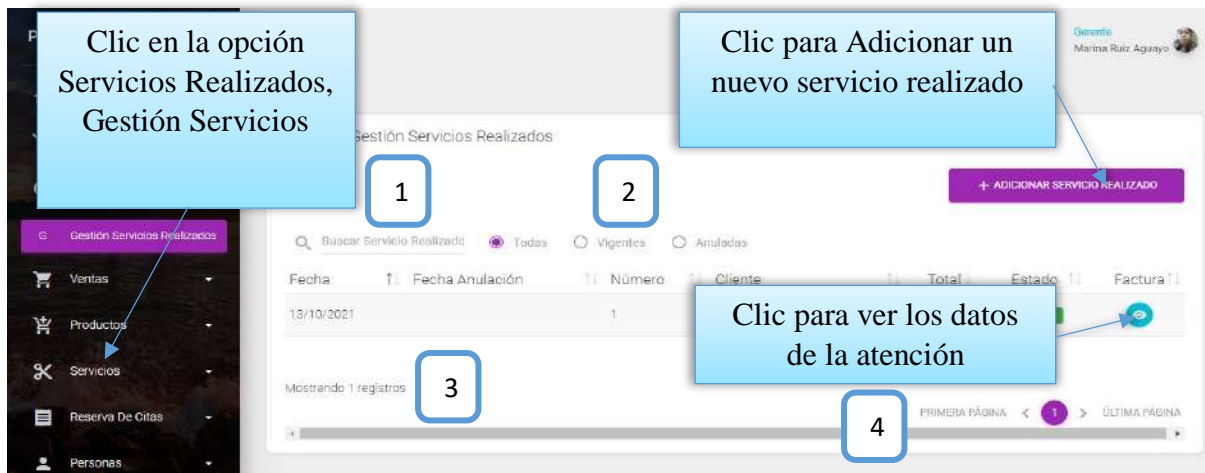 P
Clic en la opción
Servicios Realizados,
Gestión Servicios
Clic para Adicionar un
nuevo servicio realizado
Gerente
Marina Ruiz Aguayo
Gestión Servicios Realizados
1
2
+ ADICIONAR SERVICIO REALIZADO
G Gestión Servicios Realizados
Buscar Servicio Realizado Todas Vigentes Anuladas
Ventas
Fecha Fecha Anulación Número Cliente Total Estado Factura
13/10/2021 1
Clic para ver los datos
de la atención
Productos
Servicios
Mostrando 1 registros
3
Reserva De Citas
4
PRIMERA PÁGINA < 1 > ÚLTIMA PÁGINA
Personas